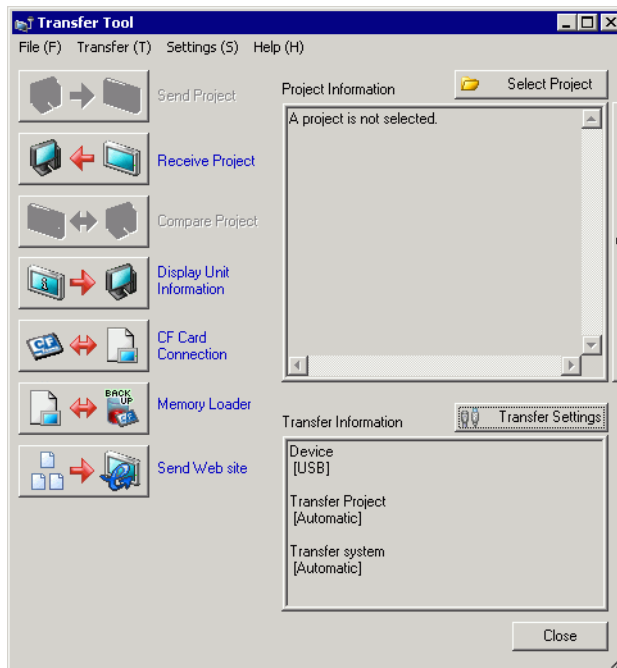 Transfer Tool
File (F) Transfer (T) Settings (S) Help (H)
Send Project
Project Information
Select Project
A project is not selected.
Receive Project
Compare Project
Display Unit
Information
CF
CF Card
Connection
BACK
UP
CF
Memory Loader
Transfer Information
Transfer Settings
Send Web site
Device
[USB]
Transfer Project
[Automatic]
Transfer system
[Automatic]
Close